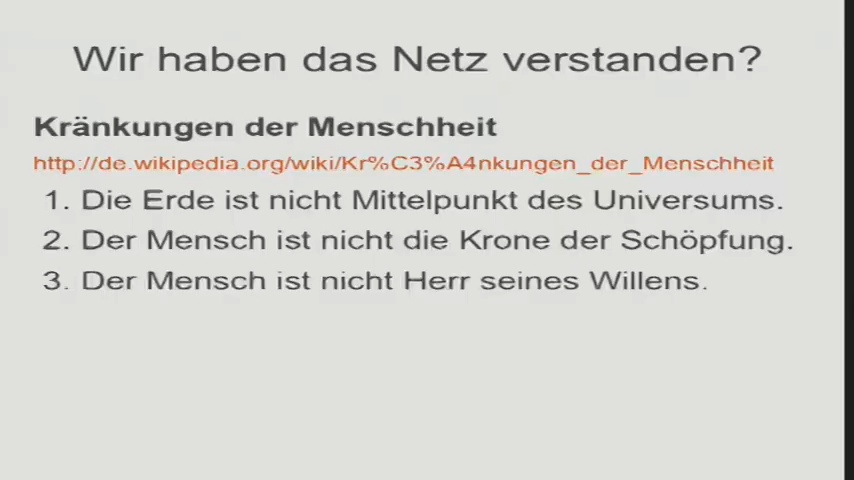 Wir haben das Netz verstanden?
Kränkungen der Menschheit
http://de.wikipedia.org/wiki/Kr%C3%A4nkungen_der_Menschheit
1. Die Erde ist nicht Mittelpunkt des Universums.
2. Der Mensch ist nicht die Krone der Schöpfung.
3. Der Mensch ist nicht Herr seines Willens.